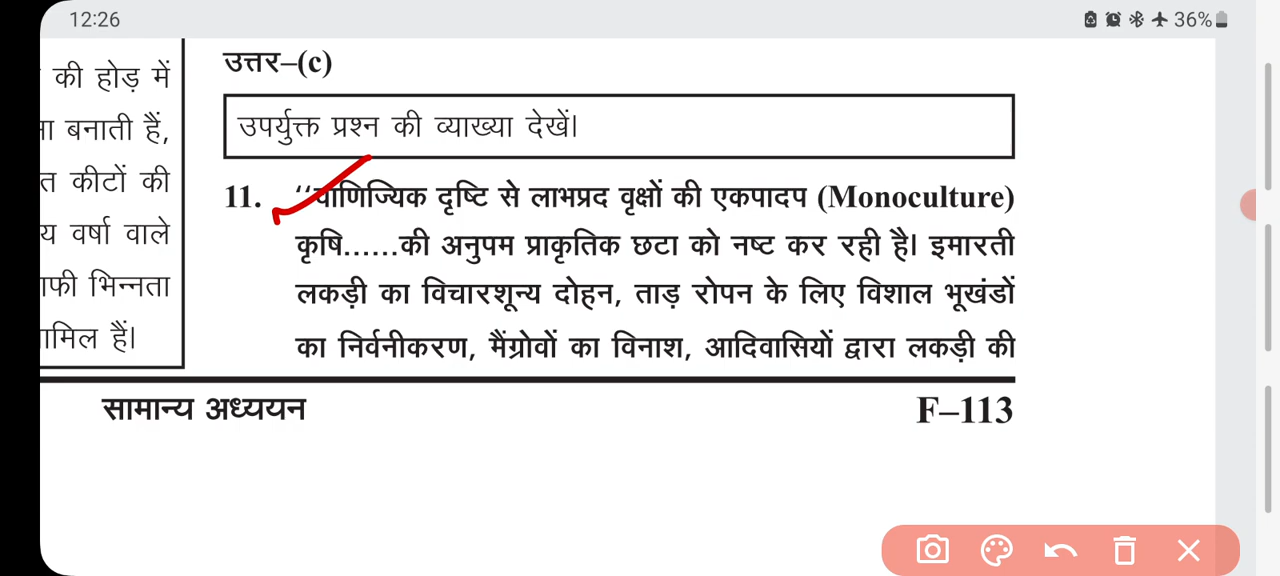 12:26
36%
की होड़ में
उत्तर–(c)
ा बनाती हैं,
उपर्युक्त प्रश्न की व्याख्या देखें।
त कीटों की
11. ‘‘वाणिज्यिक दृष्टि से लाभप्रद वृक्षों की एकपादप (Monoculture)
य वर्षा वाले
कृषि......की अनुपम प्राकृतिक छटा को नष्ट कर रही है। इमारती
ाफी भिन्नता
लकड़ी का विचारशून्य दोहन, ताड़ रोपन के लिए विशाल भूखंडों
ामिल हैं।
का निर्वनीकरण, मैंग्रोवों का विनाश, आदिवासियों द्वारा लकड़ी की
सामान्य अध्ययन
F–113